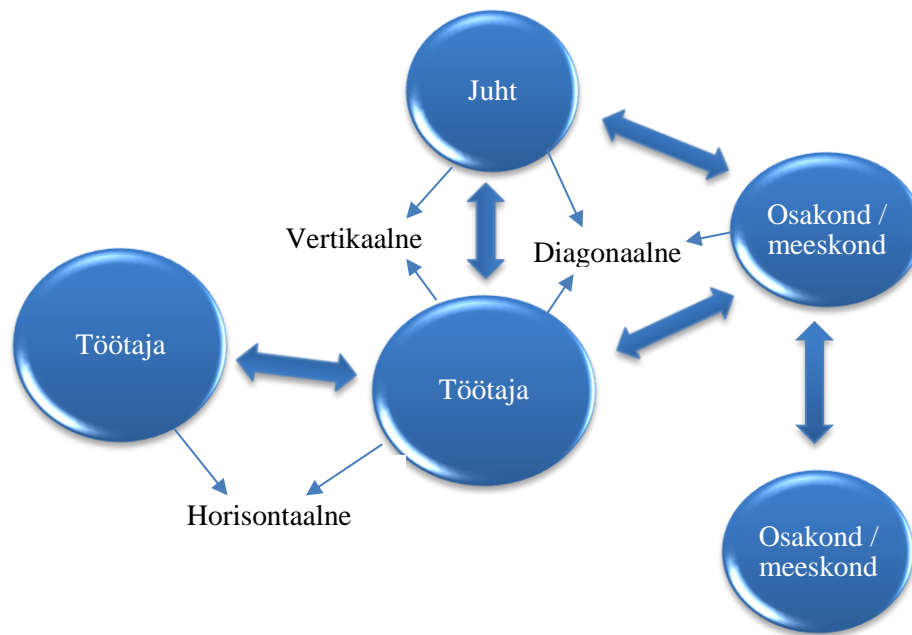 Juht
Osakond /
meeskond
Vertikaalne
Diagonaalne
Töötaja
Töötaja
Horisontaalne
Osakond /
meeskond